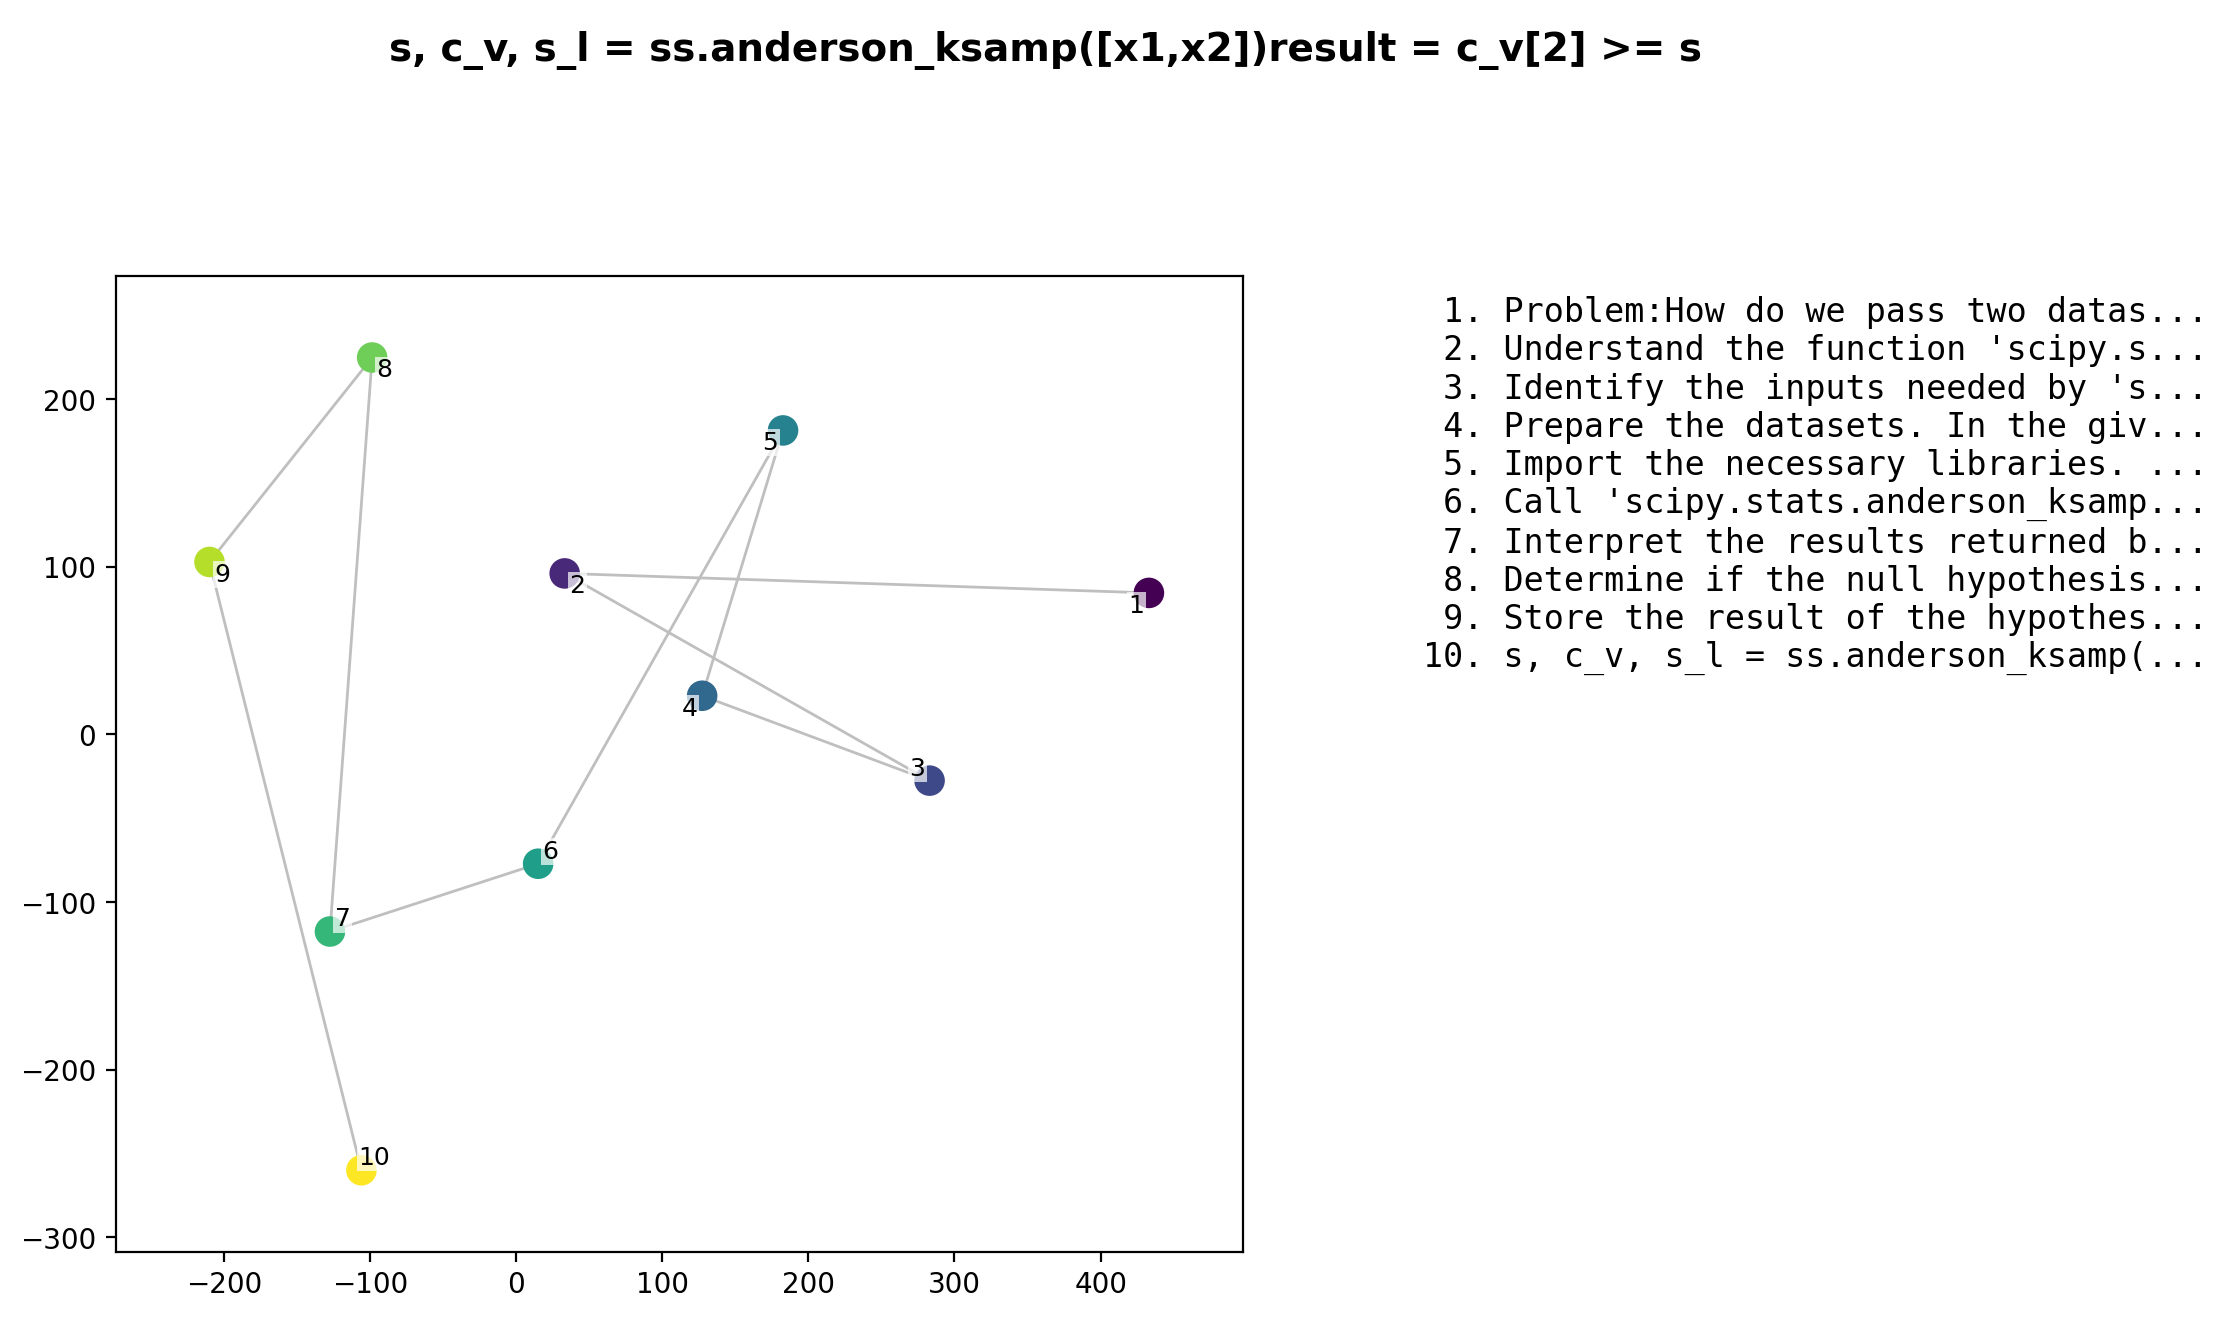 s, c_v, s_l = ss.anderson_ksamp([x1,x2])result = c_v[2] >= s
200
100
0
−100
−200
−300
−200
−100
0
100
200
300
400
8
5
9
2
1
4
3
6
7
10
1. Problem:How do we pass two datas...
2. Understand the function 'scipy.s...
3. Identify the inputs needed by 's...
4. Prepare the datasets. In the giv...
5. Import the necessary libraries. ...
6. Call 'scipy.stats.anderson_ksamp...
7. Interpret the results returned b...
8. Determine if the null hypothesis...
9. Store the result of the hypothes...
10. s, c_v, s_l = ss.anderson_ksamp(...